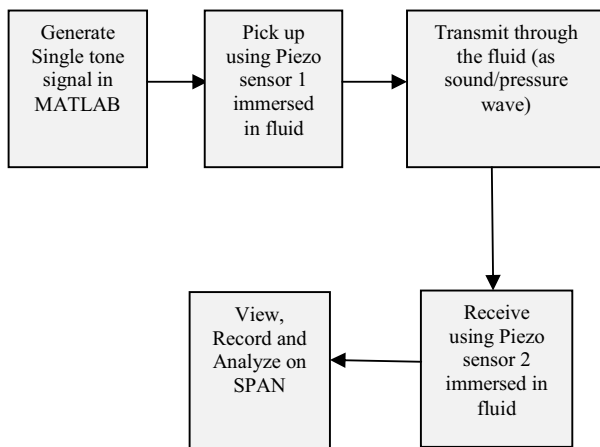 Generate
Single tone
signal in
MATLAB
Pick up
using Piezo
sensor 1
immersed
in fluid
Transmit through
the fluid (as
sound/pressure
wave)
Receive
using Piezo
sensor 2
immersed in
fluid
View,
Record and
Analyze on
SPAN